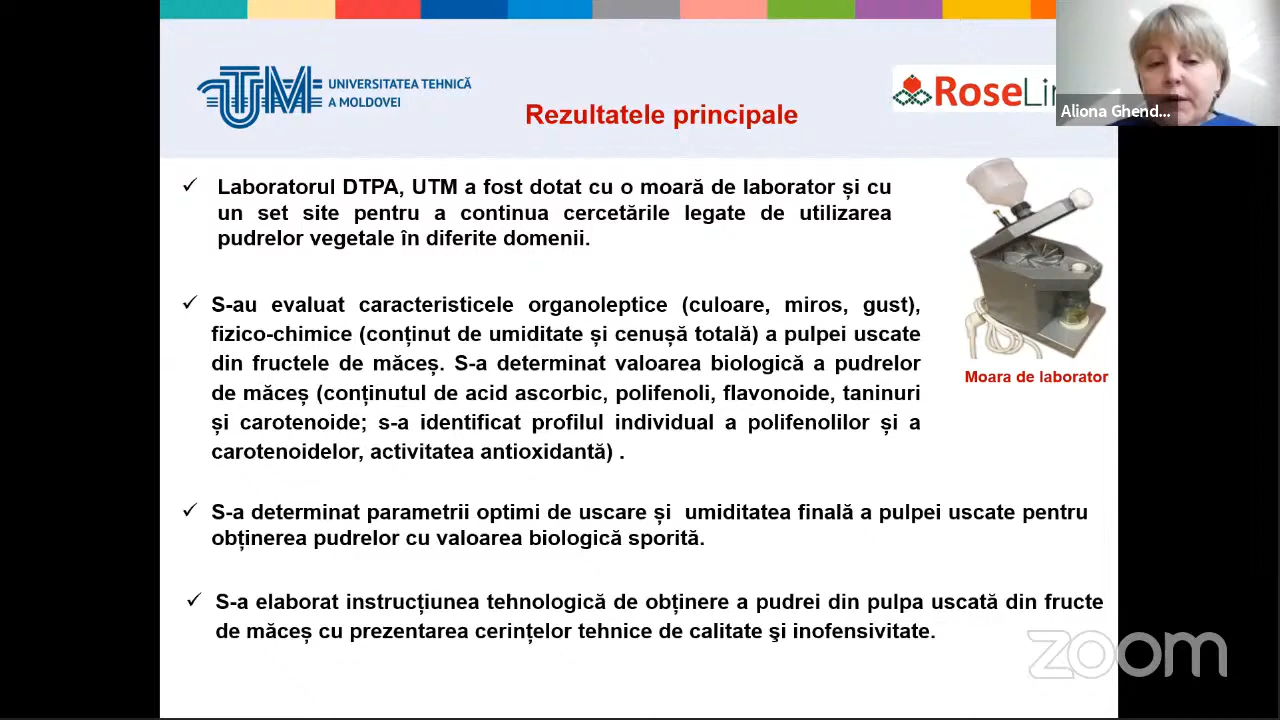 UNIVERSITATEA TEHNICĂ
A MOLDOVEI
Rezultatele principale
RoseLi
Aliona Ghend...
✓ Laboratorul DTPA, UTM a fost dotat cu o moară de laborator și cu
un set site pentru a continua cercetările legate de utilizarea
pudrelor vegetale în diferite domenii.
✓ S-au evaluat caracteristicele organoleptice (culoare, miros, gust),
fizico-chimice (conținut de umiditate și cenușă totală) a pulpei uscate
din fructele de măceș. S-a determinat valoarea biologică a pudrelor
de măceș (conținutul de acid ascorbic, polifenoli, flavonoide, taninuri
și carotenoide; s-a identificat profilul individual a polifenolilor și a
carotenoidelor, activitatea antioxidantă) .
Moara de laborator
✓ S-a determinat parametrii optimi de uscare și umiditatea finală a pulpei uscate pentru
obținerea pudrelor cu valoarea biologică sporită.
✓ S-a elaborat instrucțiunea tehnologică de obținere a pudrei din pulpa uscată din fructe
de măceș cu prezentarea cerințelor tehnice de calitate şi inofensivitate.
zoom